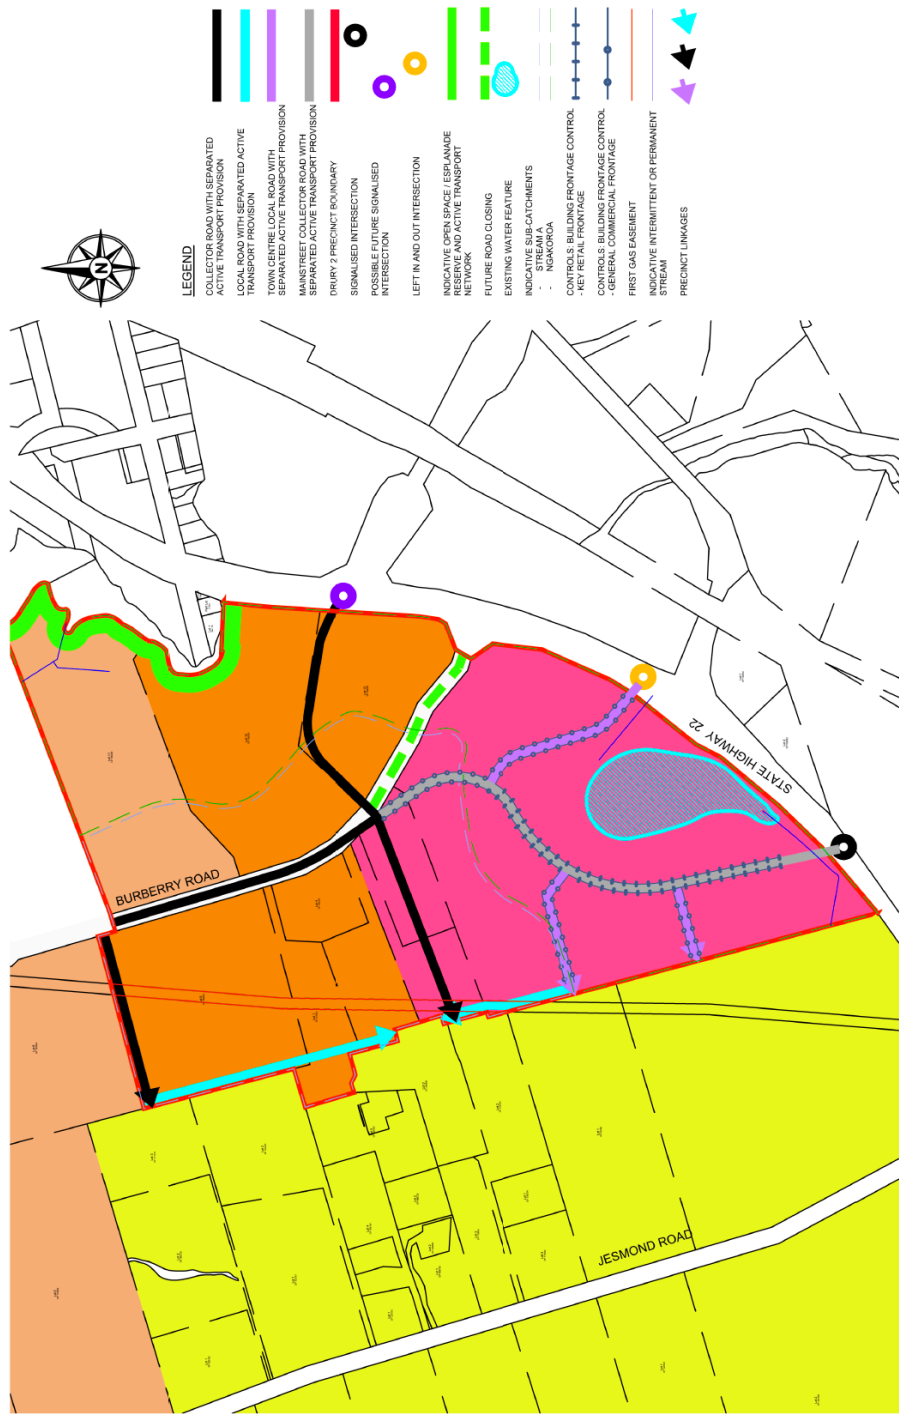 N
LEGEND
COLLECTOR ROAD WITH SEPARATED
ACTIVE TRANSPORT PROVISION
LOCAL ROAD WITH SEPARATED ACTIVE
TRANSPORT PROVISION
TOWN CENTRE LOCAL ROAD WITH
SEPARATED ACTIVE TRANSPORT PROVISION
MAINSTREET COLLECTOR ROAD WITH
SEPARATED ACTIVE TRANSPORT PROVISION
DRURY 2 PRECINCT BOUNDARY
SIGNALISED INTERSECTION
POSSIBLE FUTURE SIGNALISED
INTERSECTION
LEFT IN AND OUT INTERSECTION
INDICATIVE OPEN SPACE / ESPLANADE
RESERVE AND ACTIVE TRANSPORT
NETWORK
FUTURE ROAD CLOSING
EXISTING WATER FEATURE
INDICATIVE SUB-CATCHMENTS
- STREAM A
- NGAKOROA
CONTROLS: BUILDING FRONTAGE CONTROL
- KEY RETAIL FRONTAGE
CONTROLS: BUILDING FRONTAGE CONTROL
- GENERAL COMMERCIAL FRONTAGE
FIRST GAS EASEMENT
INDICATIVE INTERMITTENT OR PERMANENT
STREAM
PRECINCT LINKAGES
BURBERRY ROAD
STATE HIGHWAY 22
JESMOND ROAD